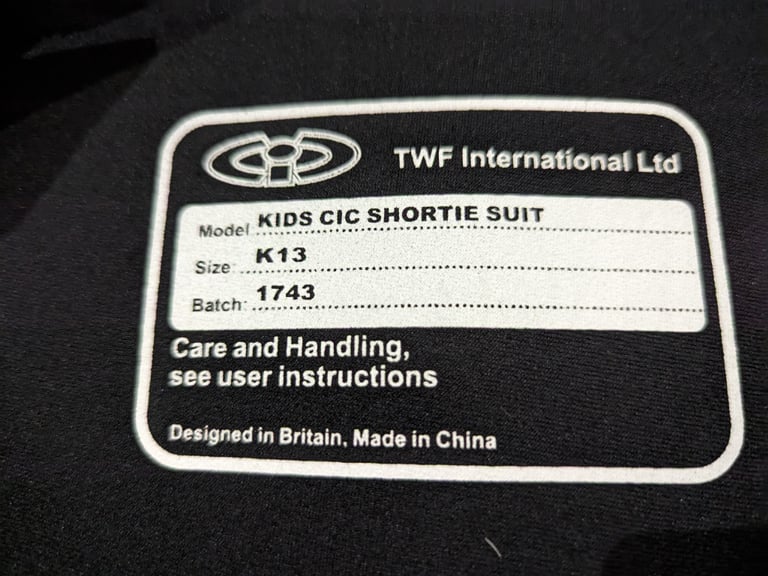 TWF International Ltd
Model KIDS CIC SHORTIE SUIT
Size: K13
Batch: 1743
Care and Handling,
see user instructions
Designed in Britain, Made in China